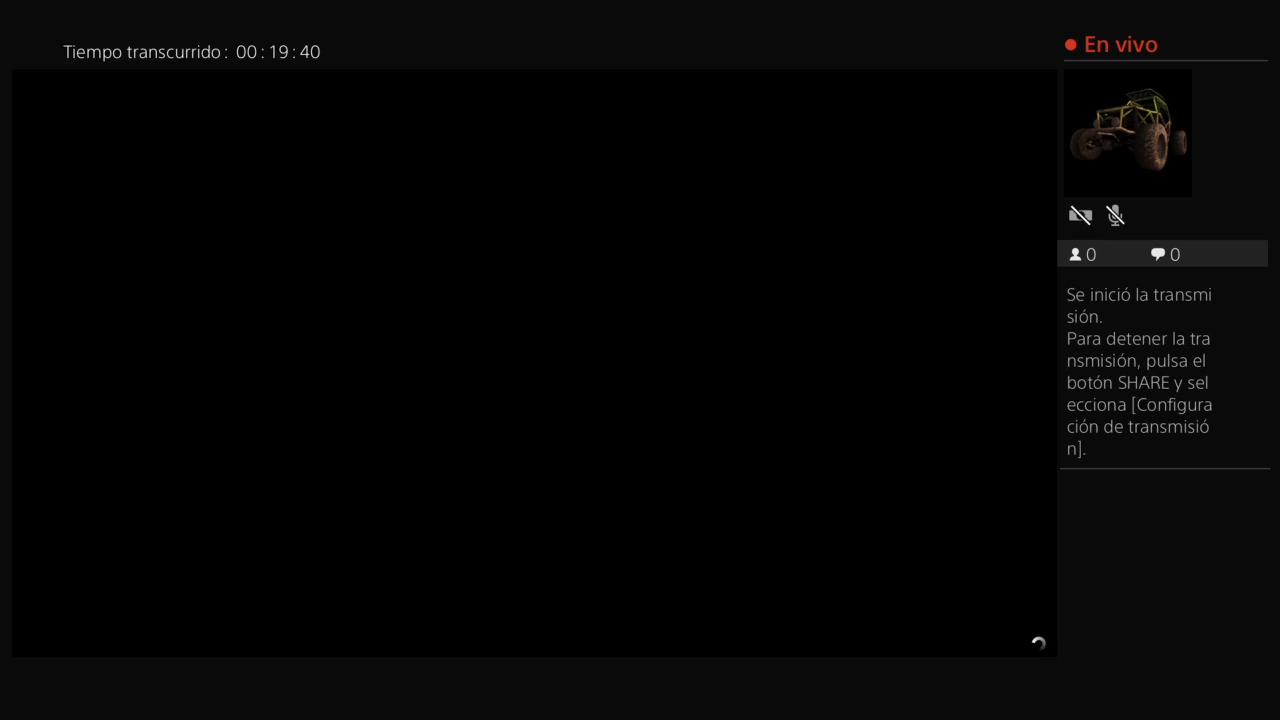 Tiempo transcurrido : 00 : 19 : 40
En vivo
0 0
Se inició la transmi
sión.
Para detener la tra
nsmisión, pulsa el
botón SHARE y sel
ecciona [Configura
ción de transmisió
n].